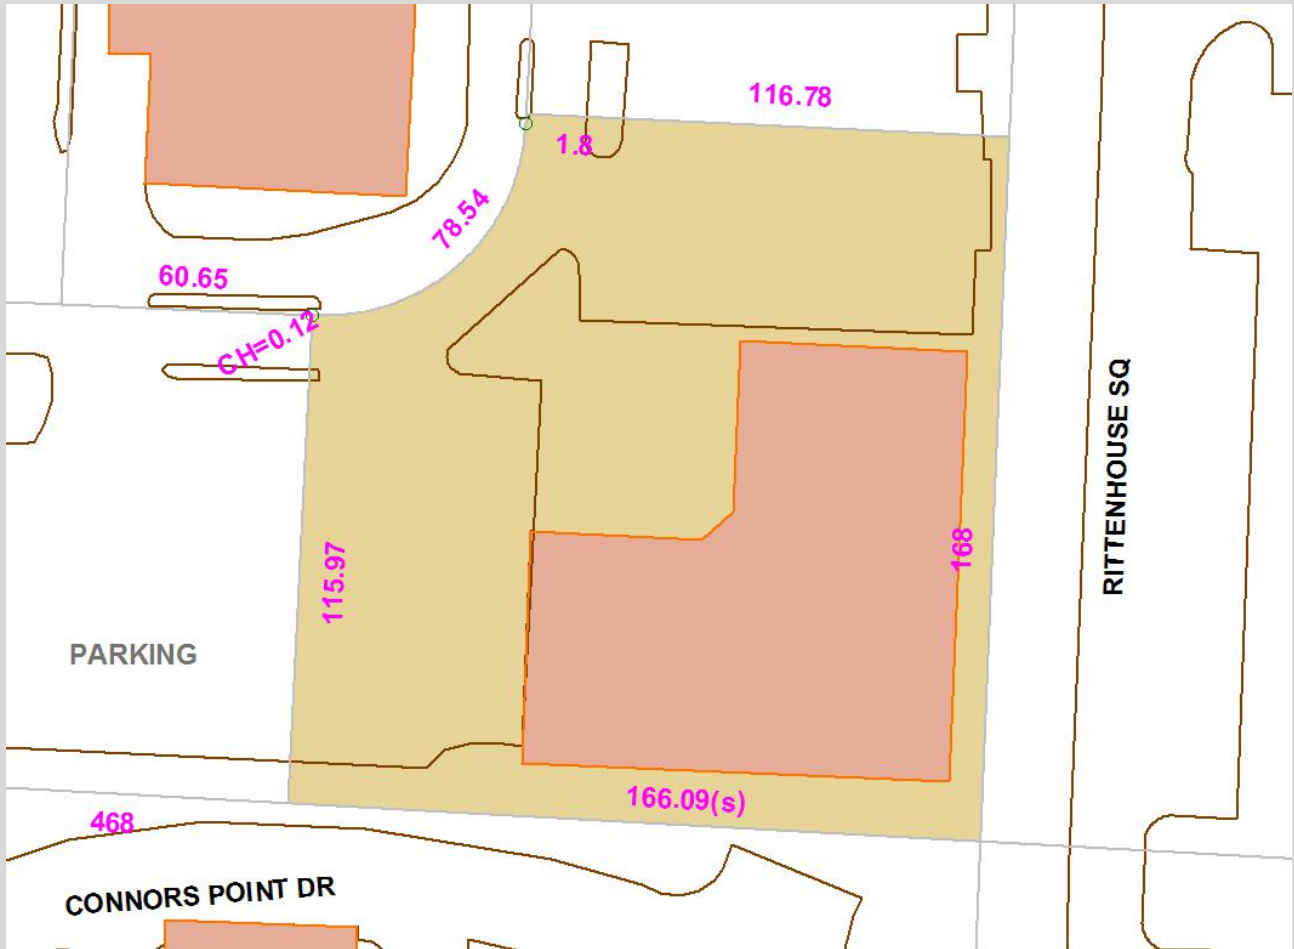 116.78
1.8
78.54
60.65
CH=0.12
RITTENHOUSE SQ
168
115.97
PARKING
166.09(s)
468
CONNORS POINT DR